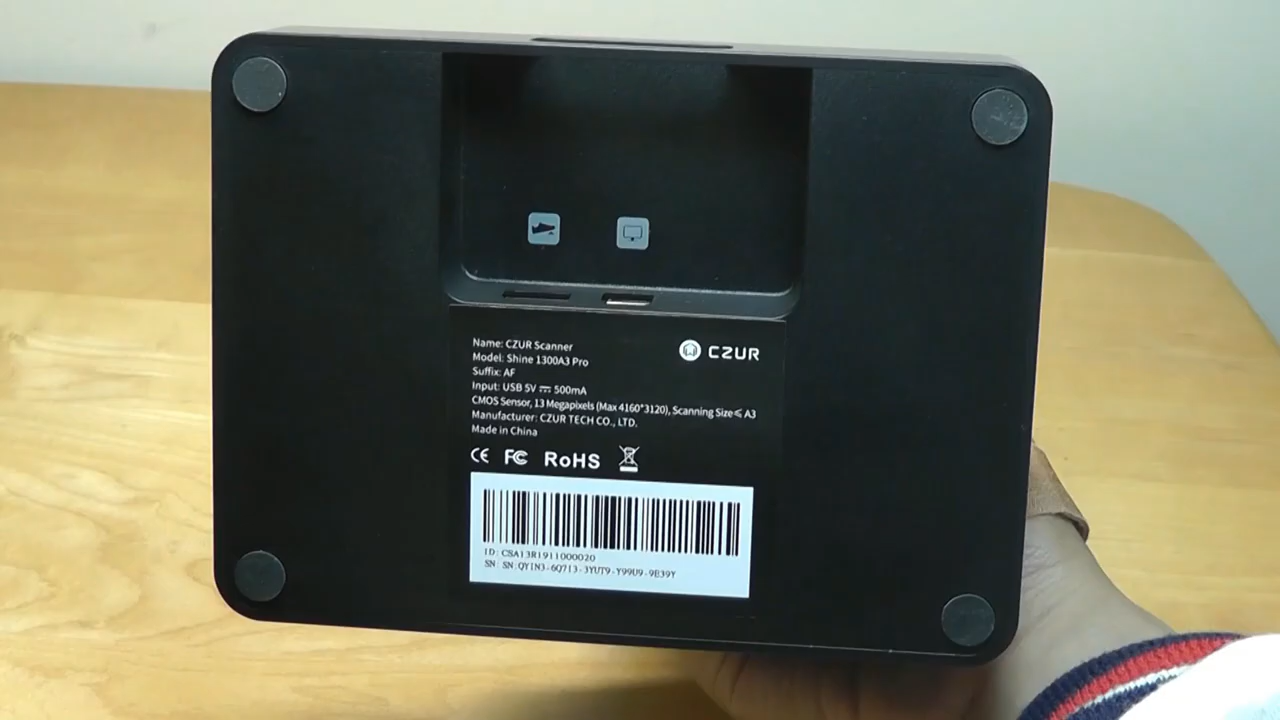 Name: CZUR Scanner
CZUR
Model: Shine 1300A3 Pro
Suffix: AF
Input: USB 5V ⎓ 500mA
CMOS Sensor, 13 Megapixels (Max 4160*3120), Scanning Size⩽ A3
Manufacturer: CZUR TECH CO., LTD.
Made in China
CE FC RoHS
ID: CSA13R1911000020
SN: SN:QYIN3-6Q713-3YUT9-Y99U9-9E39Y